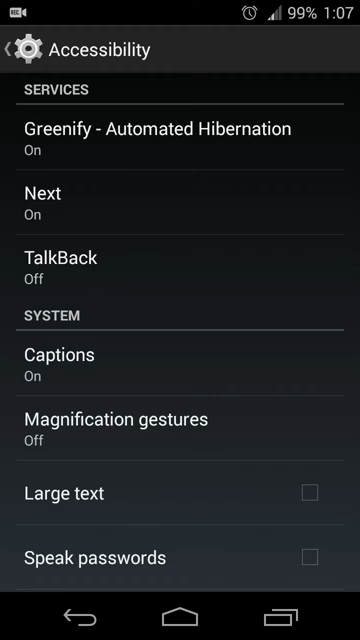 REC 99% 1:07
Accessibility
SERVICES
Greenify - Automated Hibernation
On
Next
On
TalkBack
Off
SYSTEM
Captions
On
Magnification gestures
Off
Large text
Speak passwords